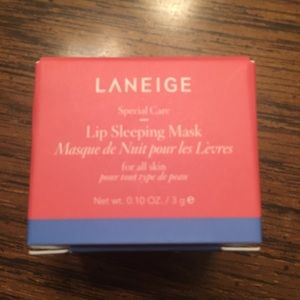 LANEIGE
Special Care
Lip Sleeping Mask
Masque de Nuit pour les Lèvres
for all skin
pour tout type de peau
Net wt. 0.10 OZ. / 3 g ℮